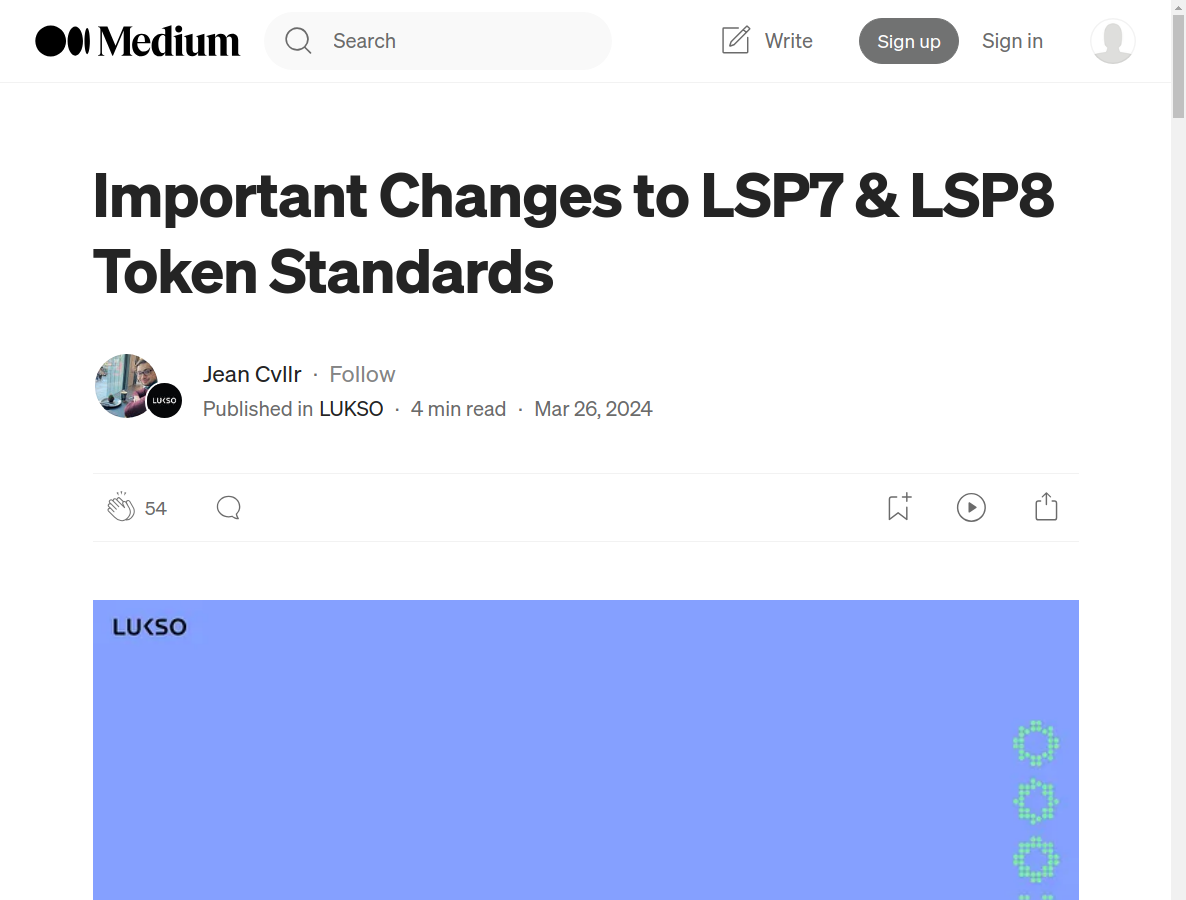 Medium
Search
Write
Sign up
Sign in
Important Changes to LSP7 & LSP8
Token Standards
Jean Cvllr · Follow
LUKSO
Published in LUKSO · 4 min read · Mar 26, 2024
54
LUKSO